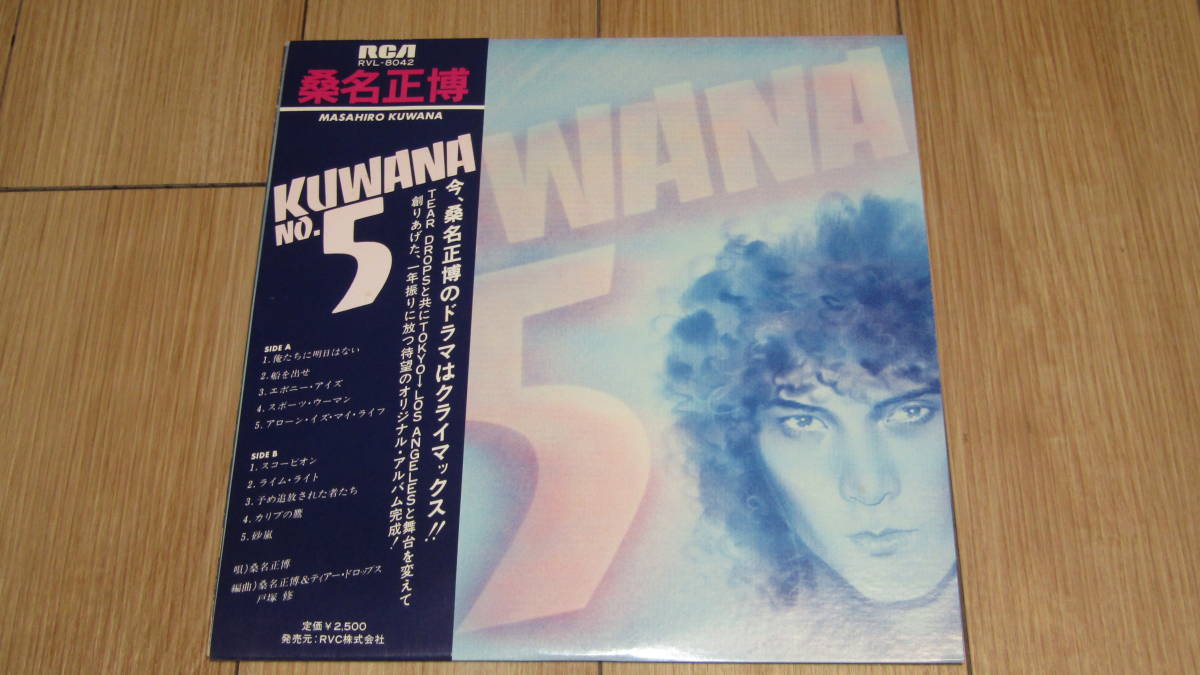 RCA
RVL-8042
桑名正博
MASAHIRO KUWANA
KUWANA
NO.5
今、桑名正博のドラマはクライマックス!!
TEAR DROPSと共にTOKYO→LOS ANGELESと舞台を変えて
創りあげた、一年振りに放つ待望のオリジナル・アルバム完成!
SIDE A
1.俺たちに明日はない
2.船を出せ
3.エボニー・アイズ
4.スポーツ・ウーマン
5.アローン・イズ・マイ・ライフ
SIDE B
1.スコーピオン
2.ライム・ライト
3.予め追放された者たち
4.カリブの鷹
5.砂嵐
唄)桑名正博
編曲)桑名正博&ティアー・ドロップス
戸塚 修
定価¥2,500
発売元:RVC株式会社
WANA
5